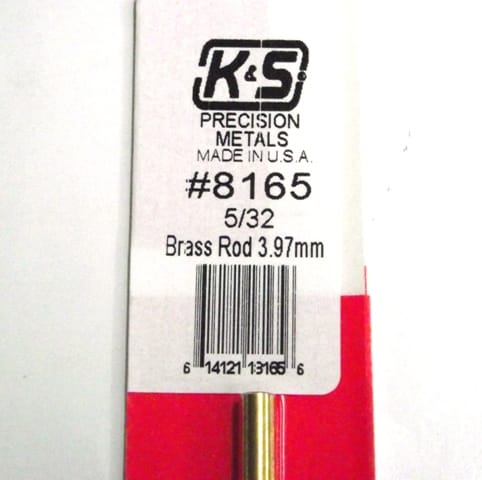 K&S®
PRECISION
METALS
MADE IN U.S.A.
#8165
5/32
Brass Rod 3.97mm
6 14121 18165 6